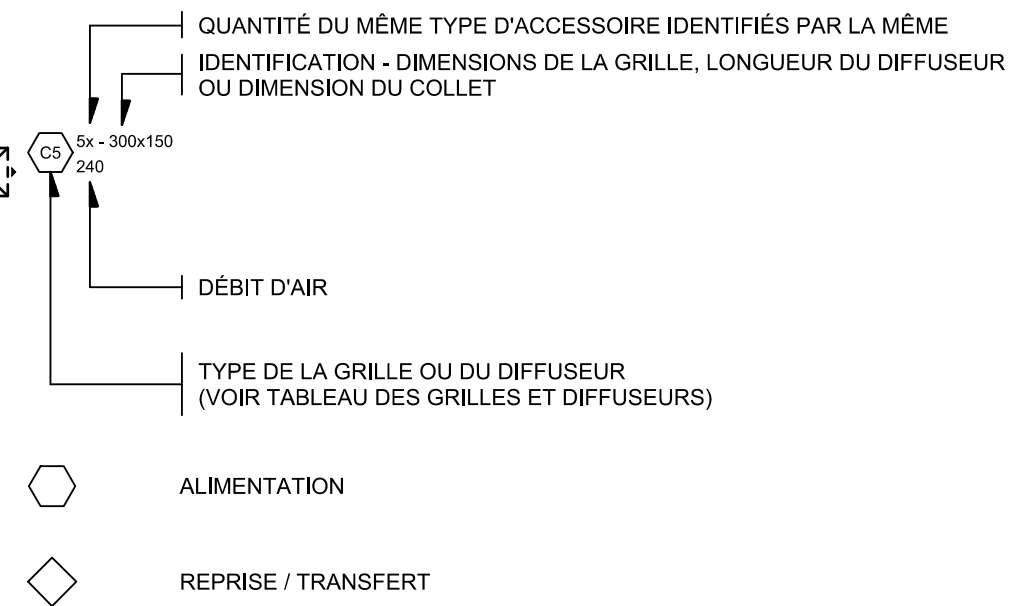 QUANTITÉ DU MÊME TYPE D'ACCESSOIRE IDENTIFIÉS PAR LA MÊME
IDENTIFICATION - DIMENSIONS DE LA GRILLE, LONGUEUR DU DIFFUSEUR
OU DIMENSION DU COLLET
C5
5x - 300x150
240
DÉBIT D'AIR
TYPE DE LA GRILLE OU DU DIFFUSEUR
(VOIR TABLEAU DES GRILLES ET DIFFUSEURS)
ALIMENTATION
REPRISE / TRANSFERT